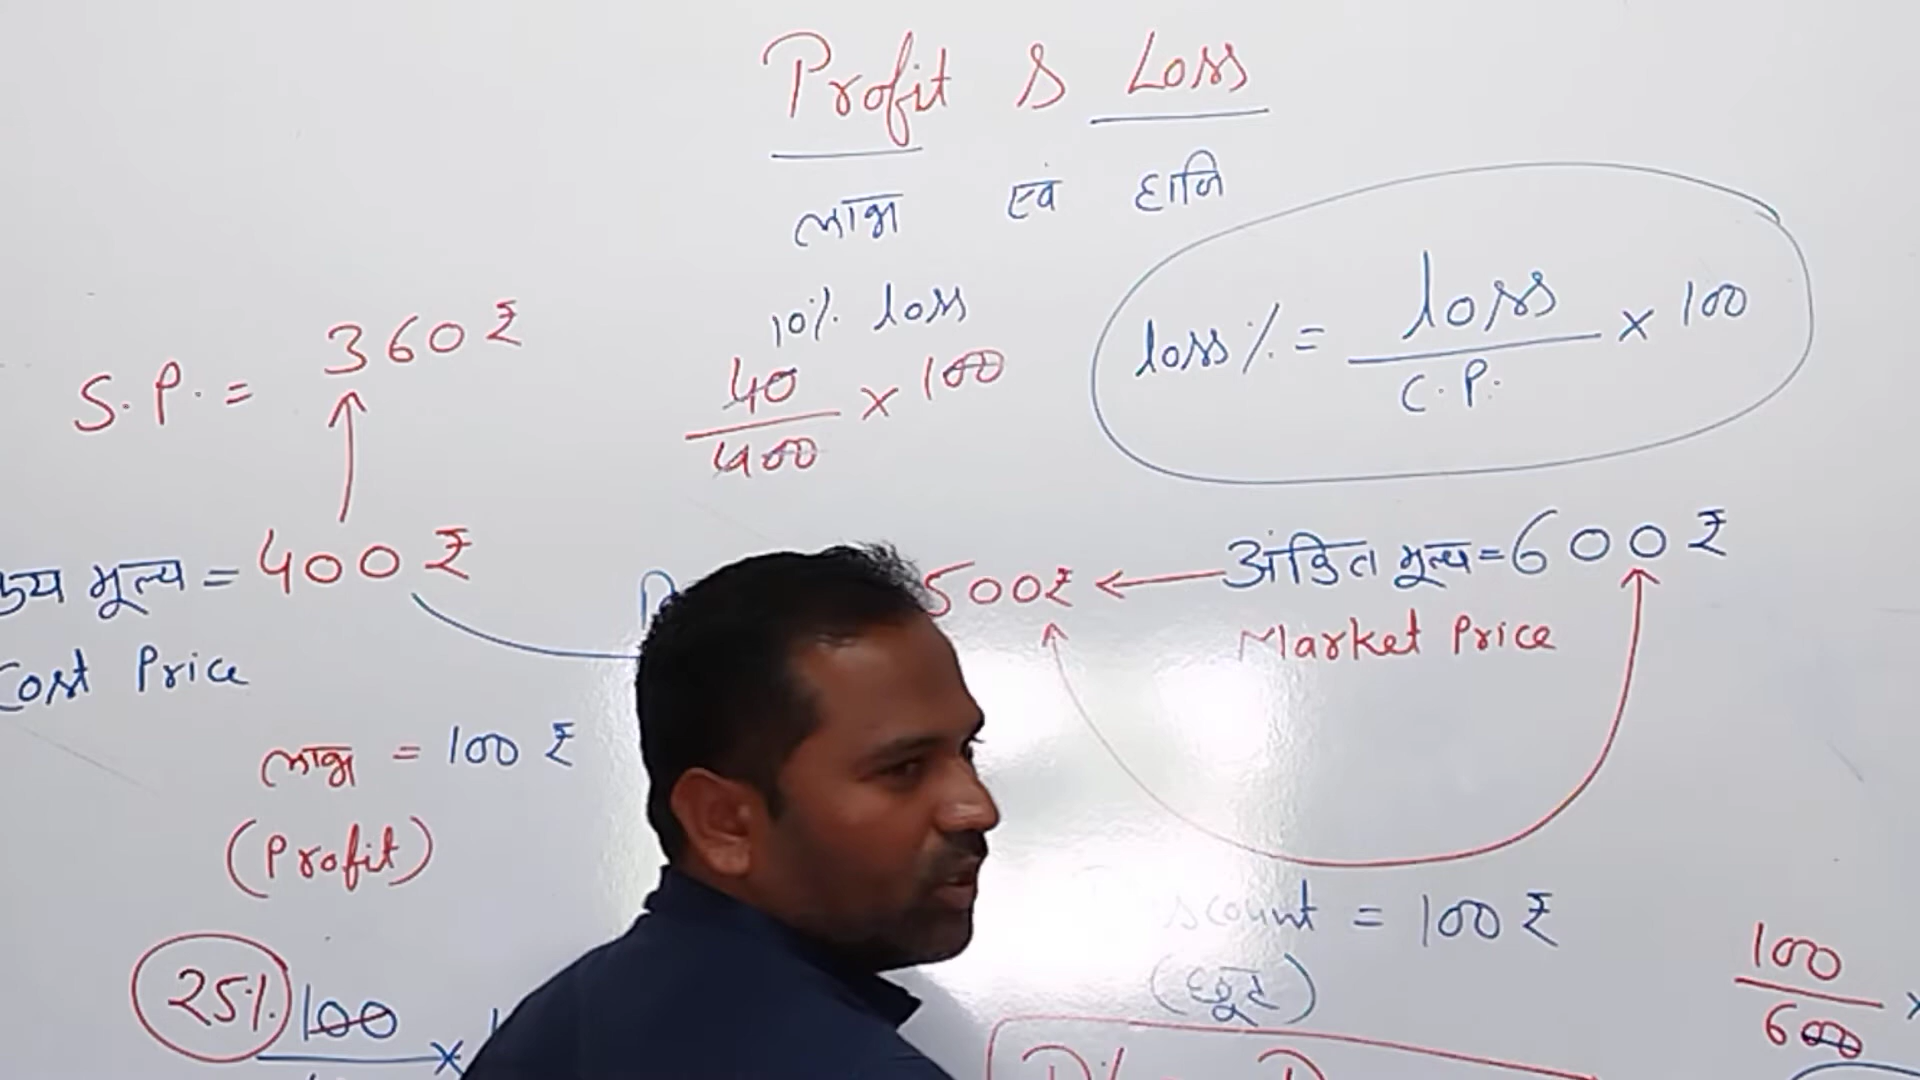 Profit & Loss
लाभ एवं हानि
10% loss
S.P. = 360 ₹
40/400 × 100
loss % = loss/C.P. × 100
क्रय मूल्य = 400 ₹
500₹ ← अंकित मूल्य = 600 ₹
Cost Price
Market Price
लाभ = 100 ₹
(Profit)
= 100 ₹
(छूट)
25% 100 ×
100/600